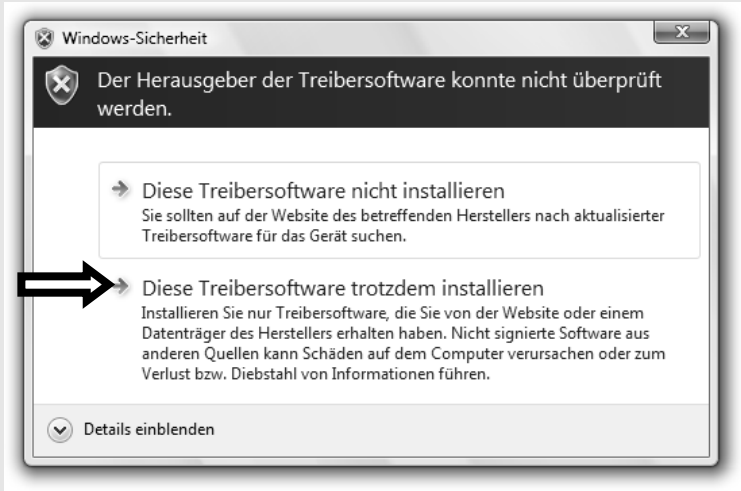 Windows-Sicherheit
Der Herausgeber der Treibersoftware konnte nicht überprüft
werden.
Diese Treibersoftware nicht installieren
Sie sollten auf der Website des betreffenden Herstellers nach aktualisierter
Treibersoftware für das Gerät suchen.
Diese Treibersoftware trotzdem installieren
Installieren Sie nur Treibersoftware, die Sie von der Website oder einem
Datenträger des Herstellers erhalten haben. Nicht signierte Software aus
anderen Quellen kann Schäden auf dem Computer verursachen oder zum
Verlust bzw. Diebstahl von Informationen führen.
Details einblenden